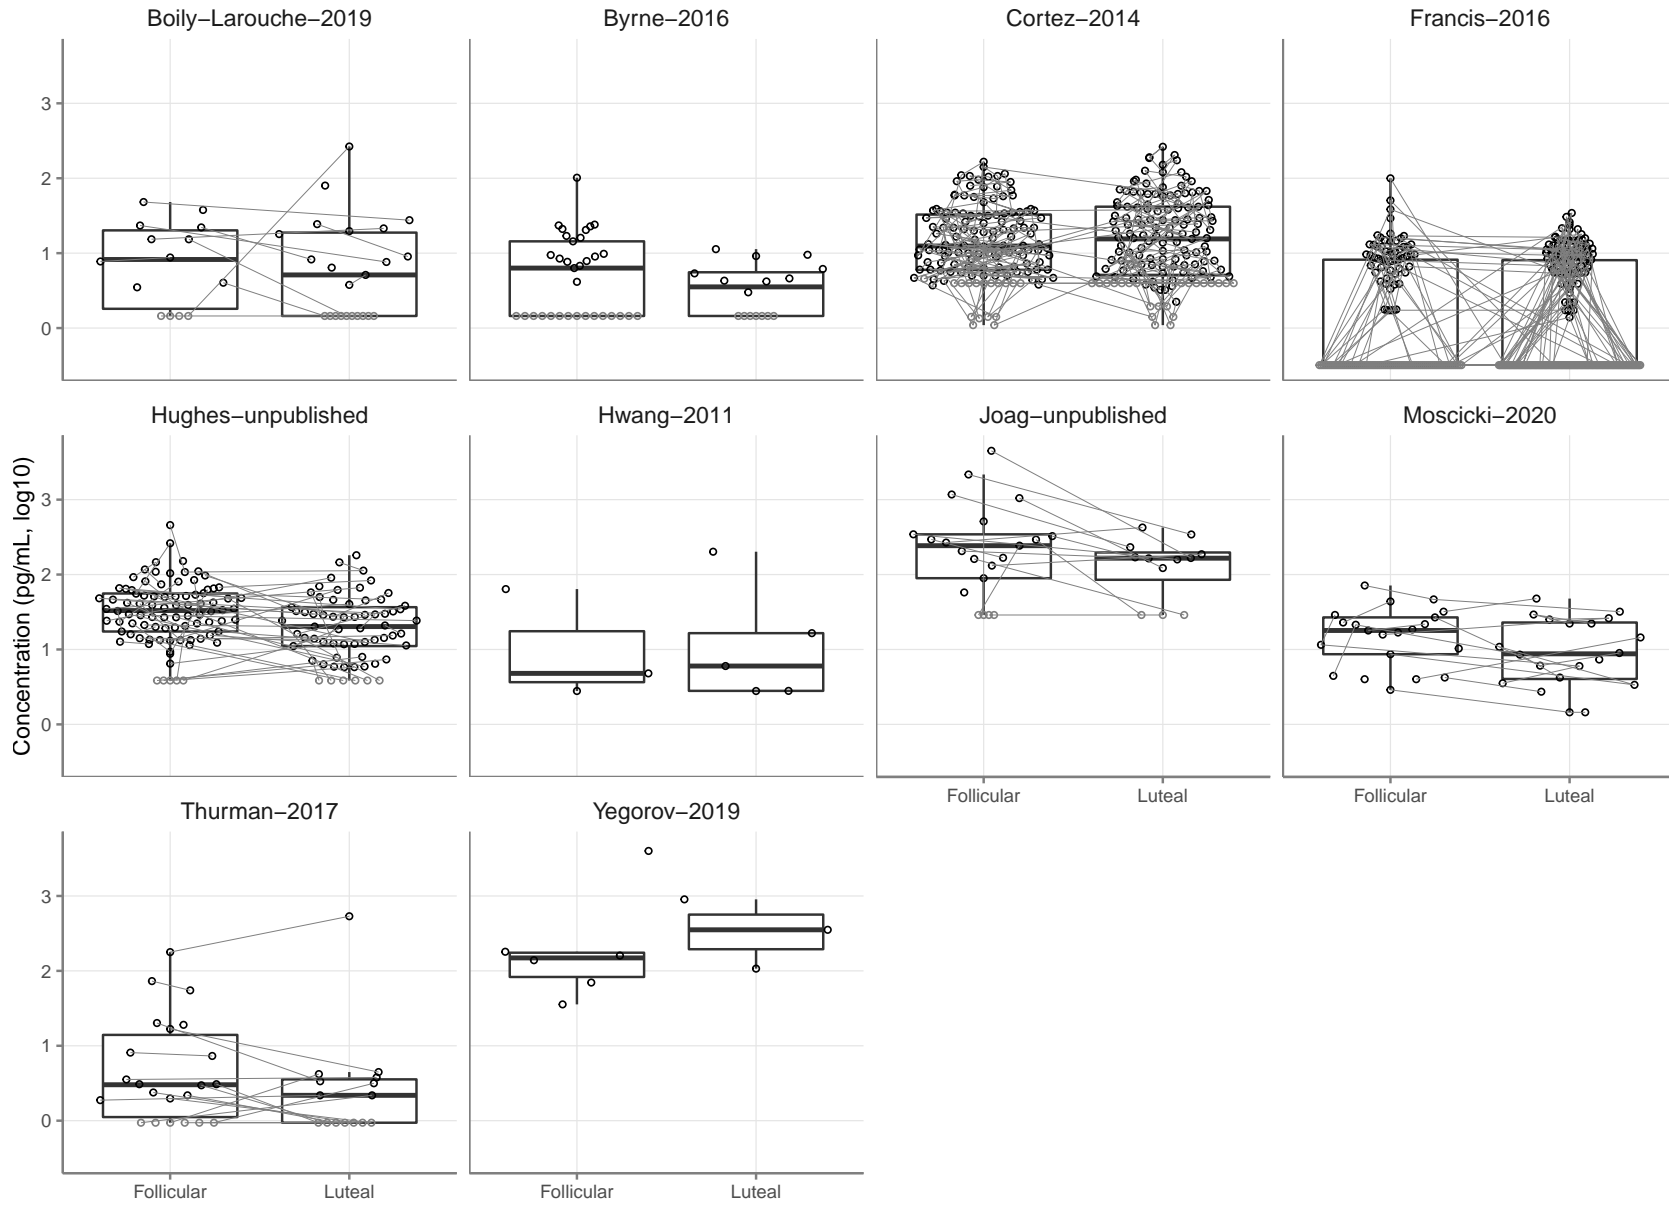 Boily−Larouche−2019
Byrne−2016
Cortez−2014
Francis−2016
3
2
1
0
Hughes−unpublished
Hwang−2011
Joag−unpublished
Moscicki−2020
Concentration (pg/mL, log10)
3
2
1
0
Follicular
Luteal
Follicular
Luteal
Thurman−2017
Yegorov−2019
3
2
1
0
Follicular
Luteal
Follicular
Luteal